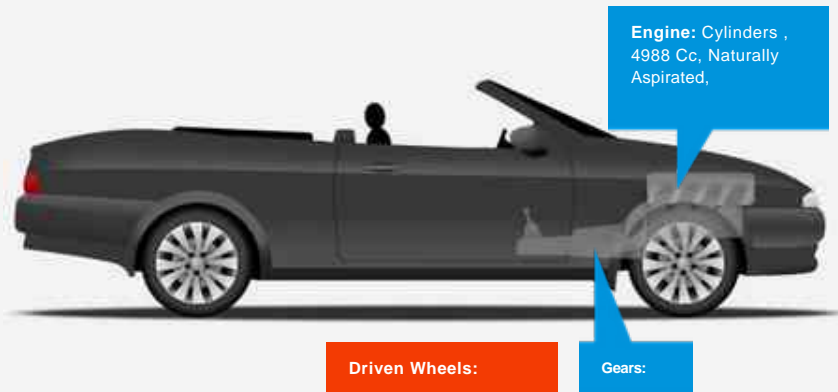 Engine: Cylinders ,
4988 Cc, Naturally
Aspirated,
Driven Wheels:
Gears: